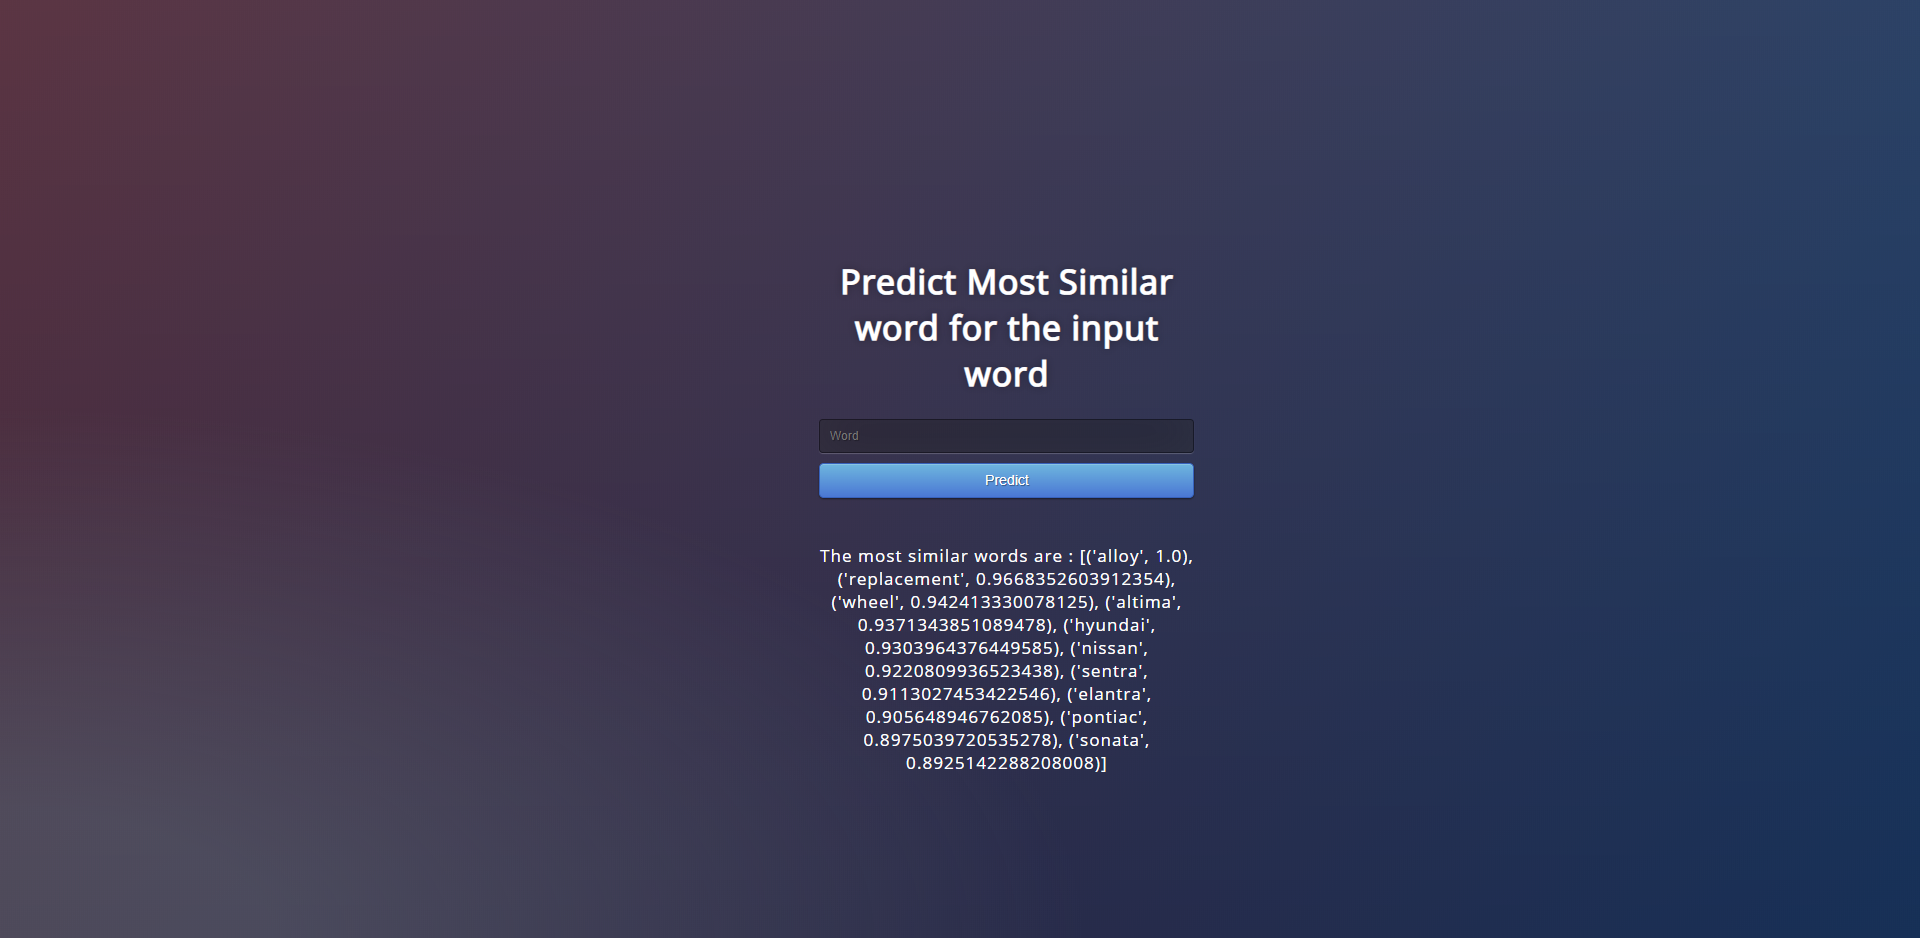 Predict Most Similar
word for the input
word
Word
Predict
The most similar words are : [('alloy', 1.0),
('replacement', 0.9668352603912354),
('wheel', 0.942413330078125), ('altima',
0.9371343851089478), ('hyundai',
0.9303964376449585), ('nissan',
0.9220809936523438), ('sentra',
0.9113027453422546), ('elantra',
0.905648946762085), ('pontiac',
0.8975039720535278), ('sonata',
0.8925142288208008)]